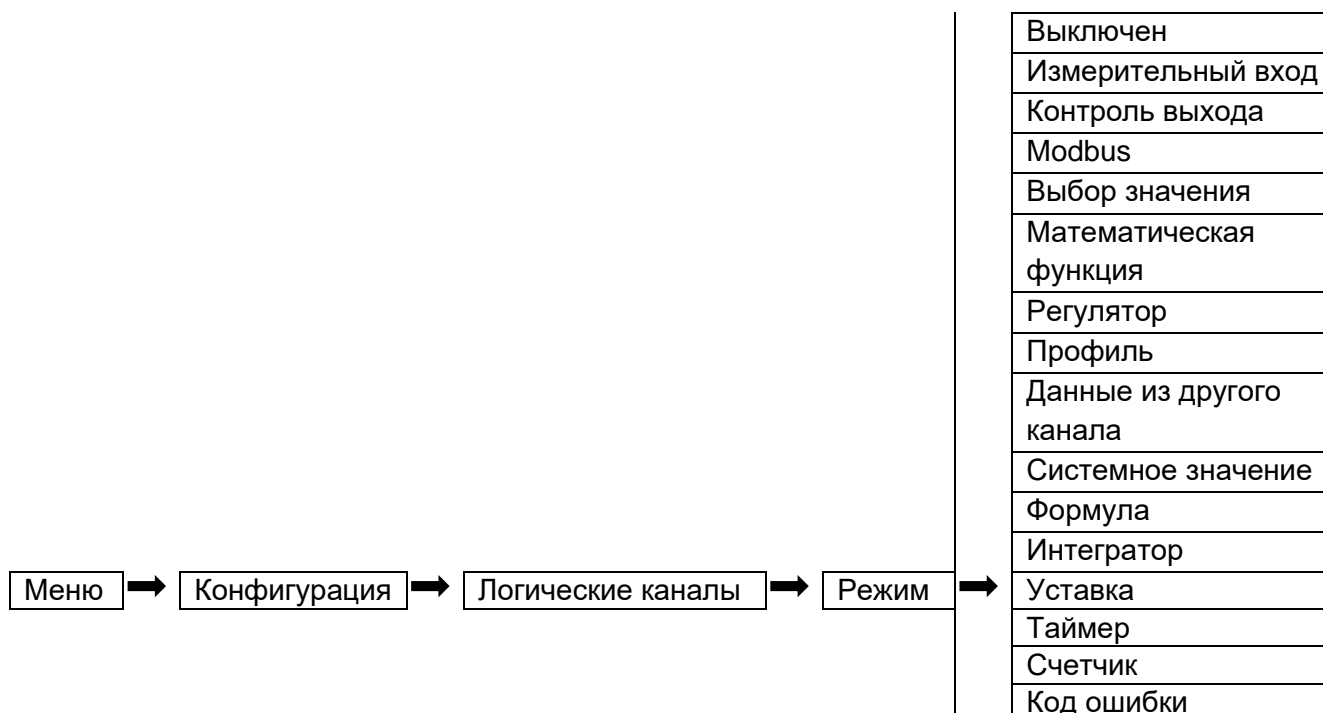 Выключен
Измерительный вход
Контроль выхода
Modbus
Выбор значения
Математическая
функция
Регулятор
Профиль
Данные из другого
канала
Системное значение
Формула
Интегратор
Меню Конфигурация Логические каналы Режим Уставка
Таймер
Счетчик
Код ошибки